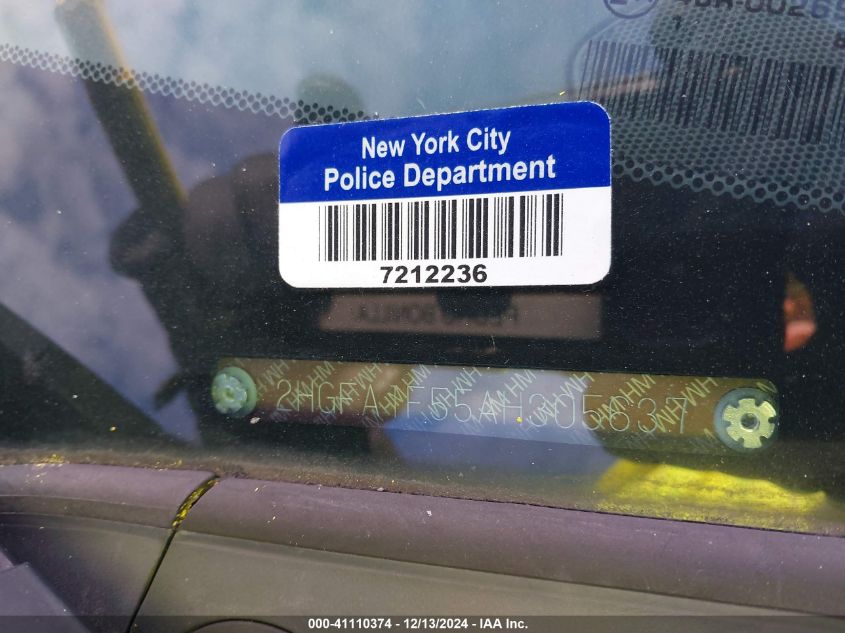 New York City
Police Department
7212236
2HGFA1F55AH305637
000-41110374 - 12/13/2024 - IAA Inc.